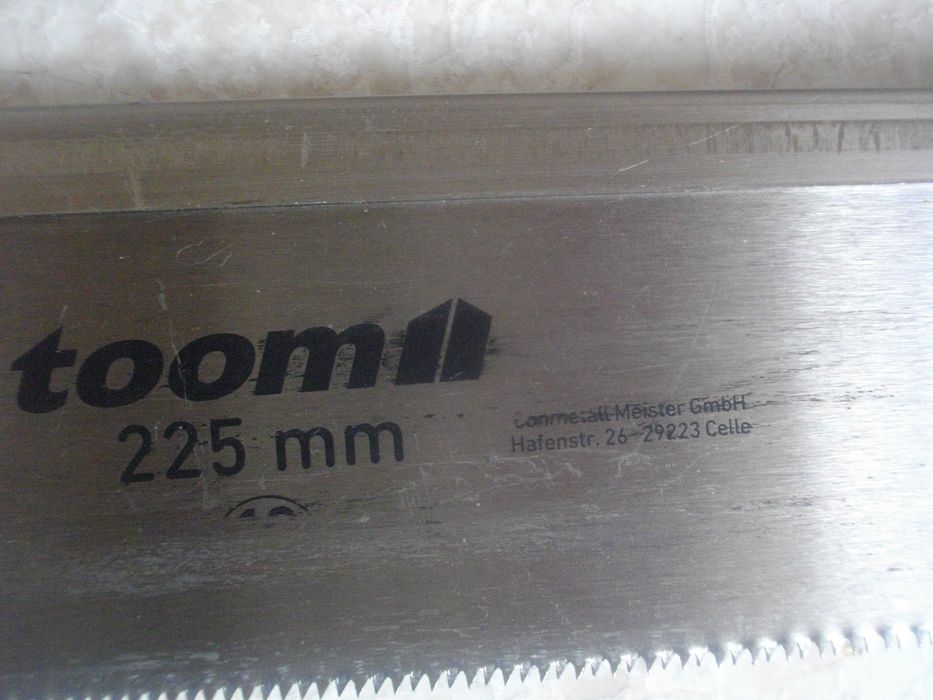 toom
225 mm
Conmetall Meister GmbH
Hafenstr. 26 29223 Celle